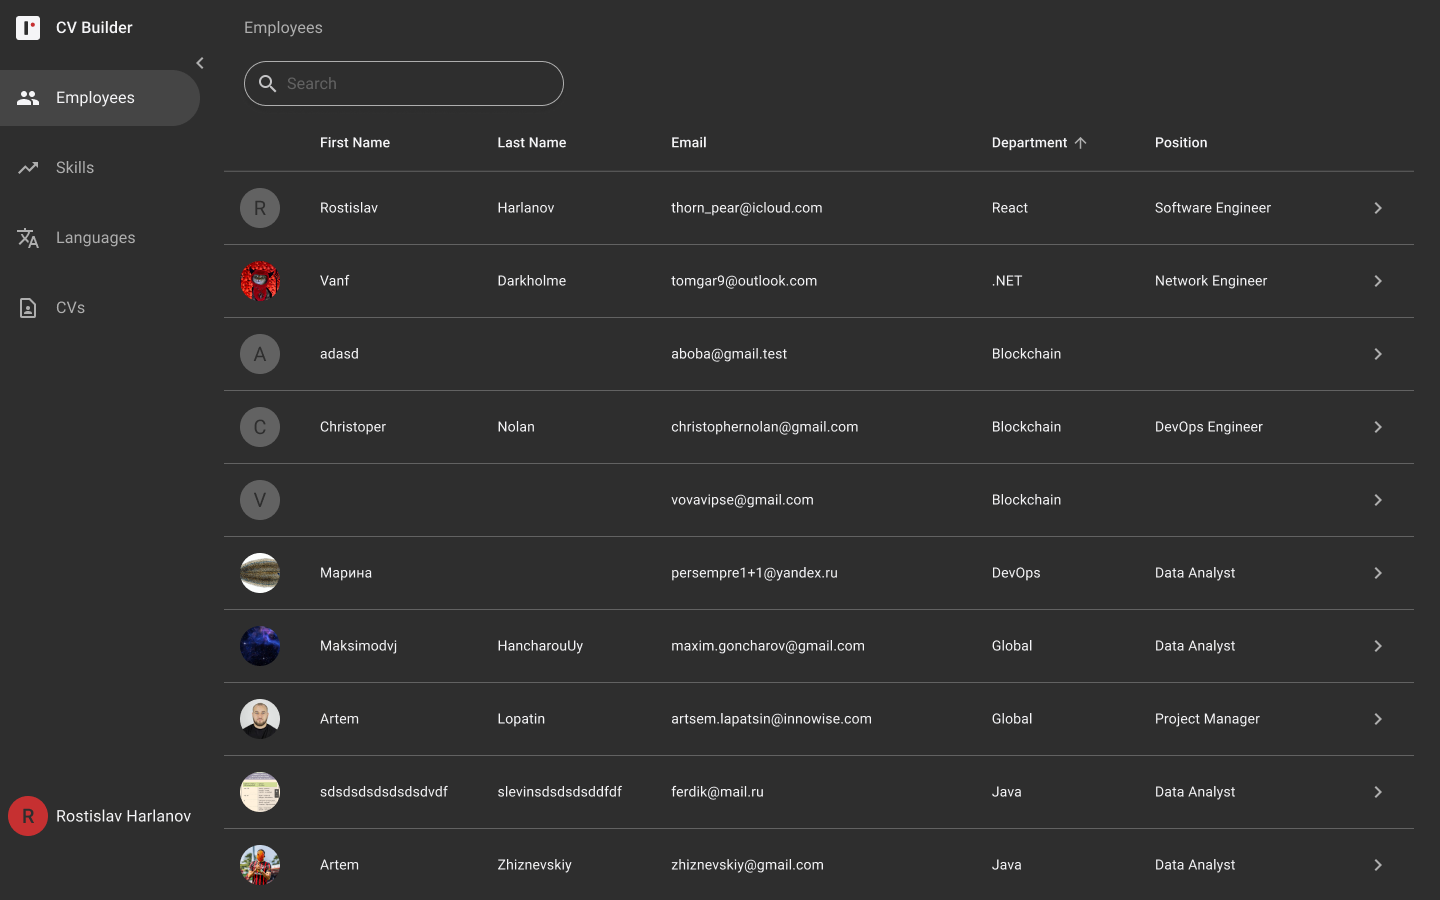 CV Builder
Employees
Skills
Languages
CVs
R Rostislav Harlanov
Employees
Search
First Name Last Name Email Department Position
R Rostislav Harlanov thorn_pear@icloud.com React Software Engineer
Vanf Darkholme tomgar9@outlook.com .NET Network Engineer
A adasd aboba@gmail.test Blockchain
C Christoper Nolan christophernolan@gmail.com Blockchain DevOps Engineer
V vovavipse@gmail.com Blockchain
Марина persempre1+1@yandex.ru DevOps Data Analyst
Maksimodvj HancharouUy maxim.goncharov@gmail.com Global Data Analyst
Artem Lopatin artsem.lapatsin@innowise.com Global Project Manager
sdsdsdsdsdsdsdvdf slevinsdsdsdsddfdf ferdik@mail.ru Java Data Analyst
Artem Zhiznevskiy zhiznevskiy@gmail.com Java Data Analyst